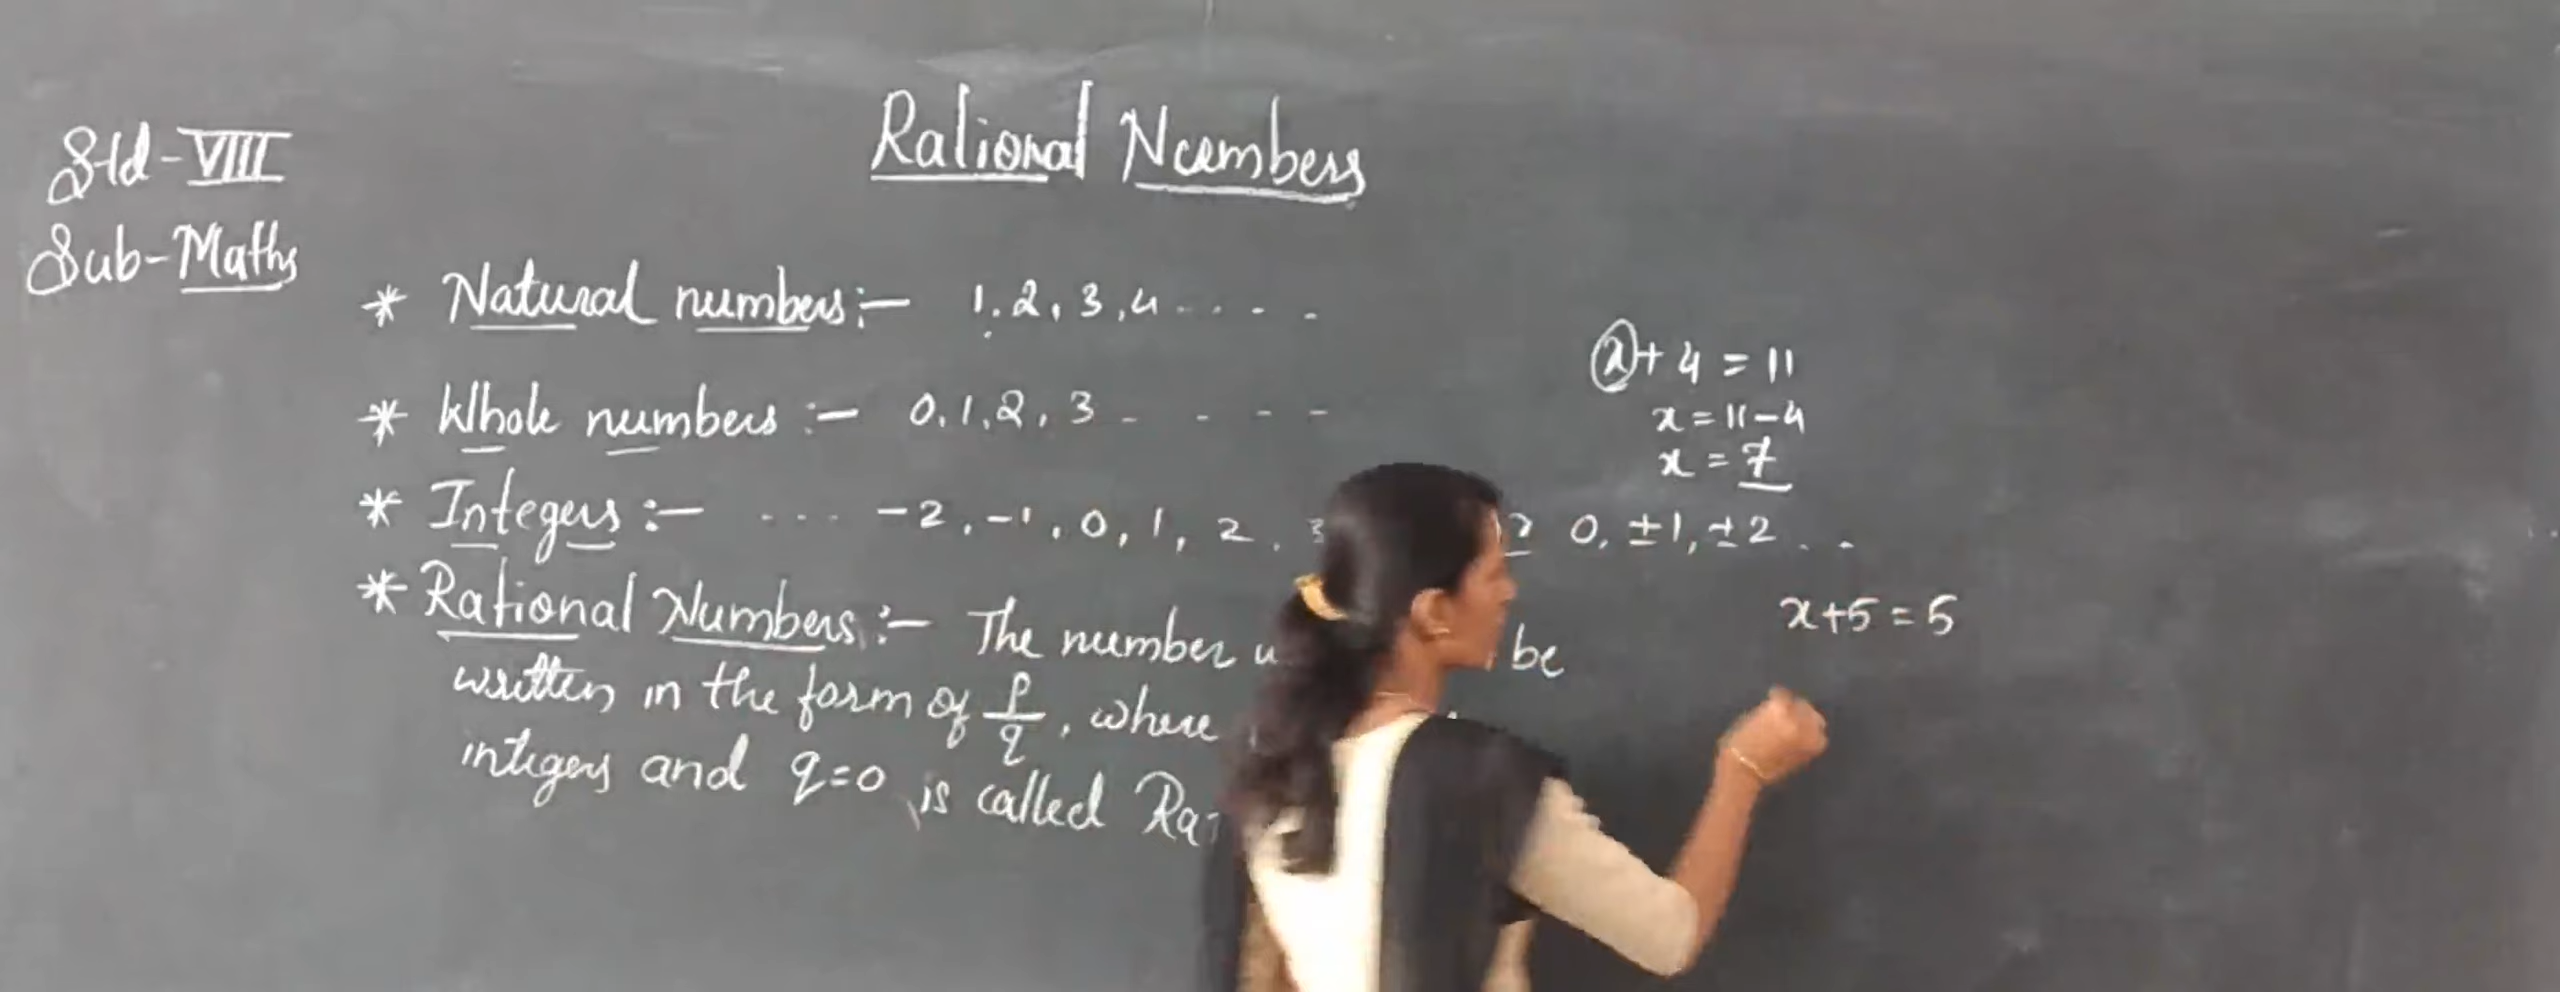 Rational Numbers
Std-VIII
Sub-Maths
* Natural numbers:- 1, 2, 3, 4 . . . .
* Whole numbers :- 0, 1, 2, 3 - - - -
* Integers :- ... -2, -1, 0, 1, 2, 3 0, ±1, ±2 . .
* Rational Numbers :- The number be
written in the form of p/q, where
integers and q=0 is called
x + 4 = 11
x = 11-4
x = 7
x+5 = 5